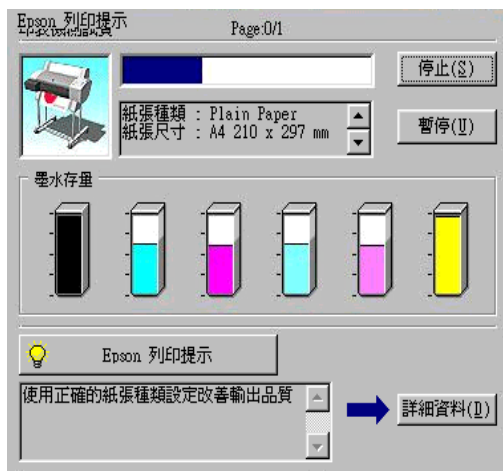 Epson 列印提示
Page:0/1
停止(S)
紙張種類 : Plain Paper
紙張尺寸 : A4 210 x 297 mm
暫停(U)
墨水存量
Epson 列印提示
使用正確的紙張種類設定改善輸出品質
詳細資料(D)